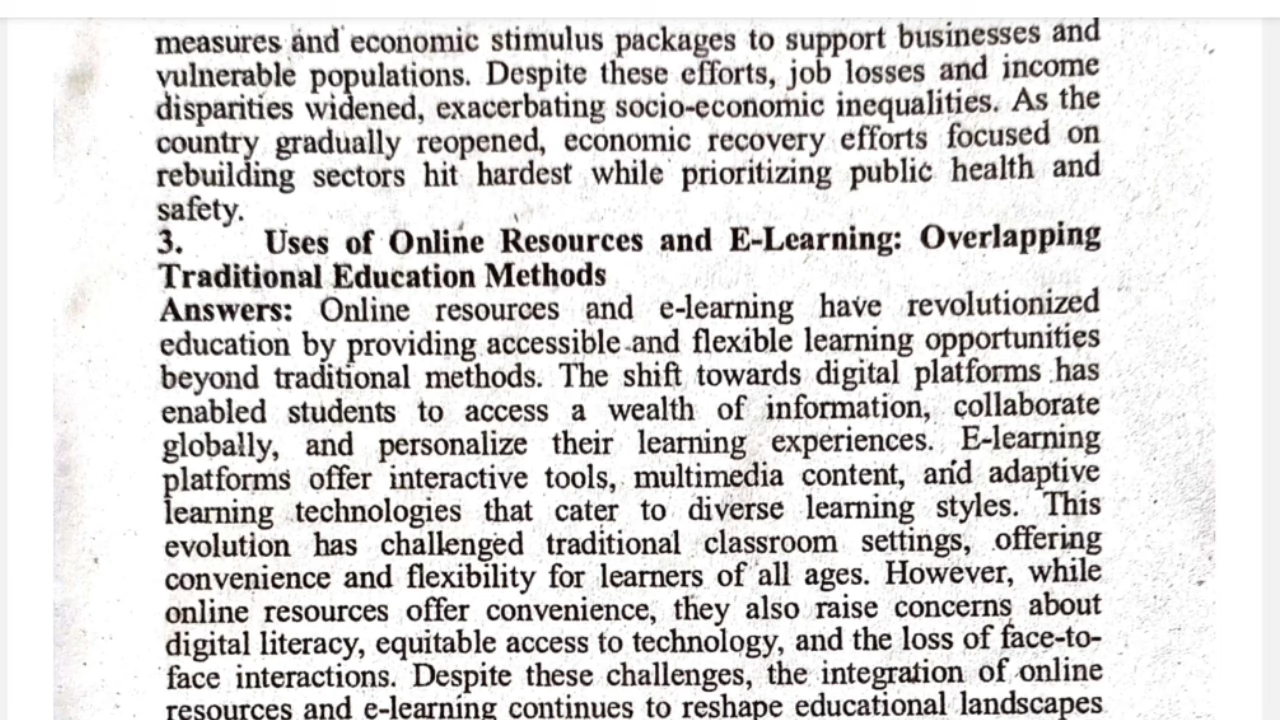 measures and economic stimulus packages to support businesses and
vulnerable populations. Despite these efforts, job losses and income
disparities widened, exacerbating socio-economic inequalities. As the
country gradually reopened, economic recovery efforts focused on
rebuilding sectors hit hardest while prioritizing public health and
safety.
3. Uses of Online Resources and E-Learning: Overlapping
Traditional Education Methods
Answers: Online resources and e-learning have revolutionized
education by providing accessible and flexible learning opportunities
beyond traditional methods. The shift towards digital platforms has
enabled students to access a wealth of information, collaborate
globally, and personalize their learning experiences. E-learning
platforms offer interactive tools, multimedia content, and adaptive
learning technologies that cater to diverse learning styles. This
evolution has challenged traditional classroom settings, offering
convenience and flexibility for learners of all ages. However, while
online resources offer convenience, they also raise concerns about
digital literacy, equitable access to technology, and the loss of face-to-
face interactions. Despite these challenges, the integration of online
resources and e-learning continues to reshape educational landscapes